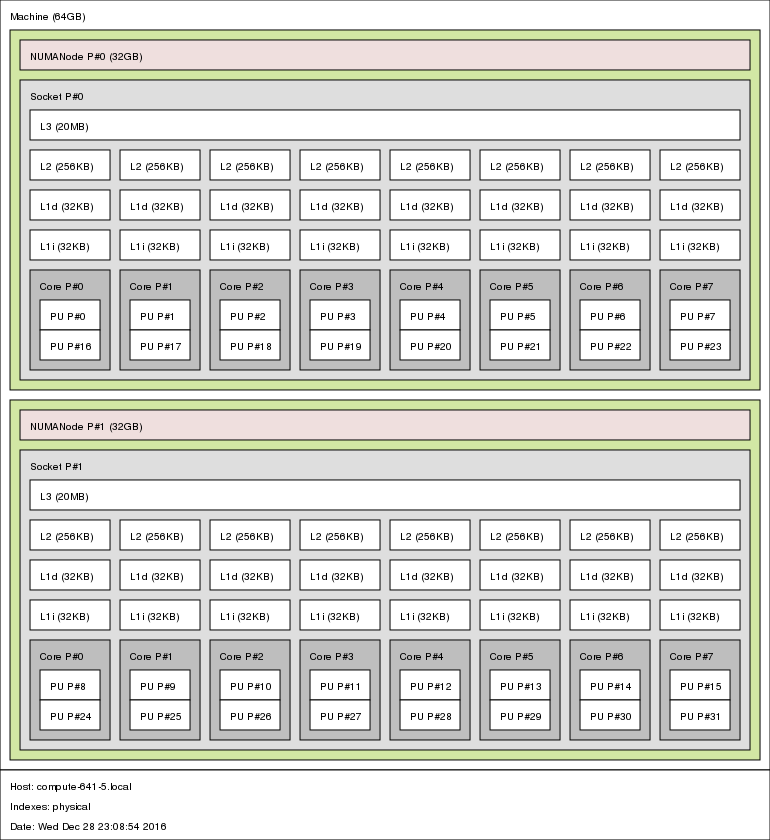 Machine (64GB)
NUMANode P#0 (32GB)
Socket P#0
L3 (20MB)
L2 (256KB) L2 (256KB) L2 (256KB) L2 (256KB) L2 (256KB) L2 (256KB) L2 (256KB) L2 (256KB)
L1d (32KB) L1d (32KB) L1d (32KB) L1d (32KB) L1d (32KB) L1d (32KB) L1d (32KB) L1d (32KB)
L1i (32KB) L1i (32KB) L1i (32KB) L1i (32KB) L1i (32KB) L1i (32KB) L1i (32KB) L1i (32KB)
Core P#0 Core P#1 Core P#2 Core P#3 Core P#4 Core P#5 Core P#6 Core P#7
PU P#0 PU P#1 PU P#2 PU P#3 PU P#4 PU P#5 PU P#6 PU P#7
PU P#16 PU P#17 PU P#18 PU P#19 PU P#20 PU P#21 PU P#22 PU P#23
NUMANode P#1 (32GB)
Socket P#1
L3 (20MB)
L2 (256KB) L2 (256KB) L2 (256KB) L2 (256KB) L2 (256KB) L2 (256KB) L2 (256KB) L2 (256KB)
L1d (32KB) L1d (32KB) L1d (32KB) L1d (32KB) L1d (32KB) L1d (32KB) L1d (32KB) L1d (32KB)
L1i (32KB) L1i (32KB) L1i (32KB) L1i (32KB) L1i (32KB) L1i (32KB) L1i (32KB) L1i (32KB)
Core P#0 Core P#1 Core P#2 Core P#3 Core P#4 Core P#5 Core P#6 Core P#7
PU P#8 PU P#9 PU P#10 PU P#11 PU P#12 PU P#13 PU P#14 PU P#15
PU P#24 PU P#25 PU P#26 PU P#27 PU P#28 PU P#29 PU P#30 PU P#31
Host: compute-641-5.local
Indexes: physical
Date: Wed Dec 28 23:08:54 2016